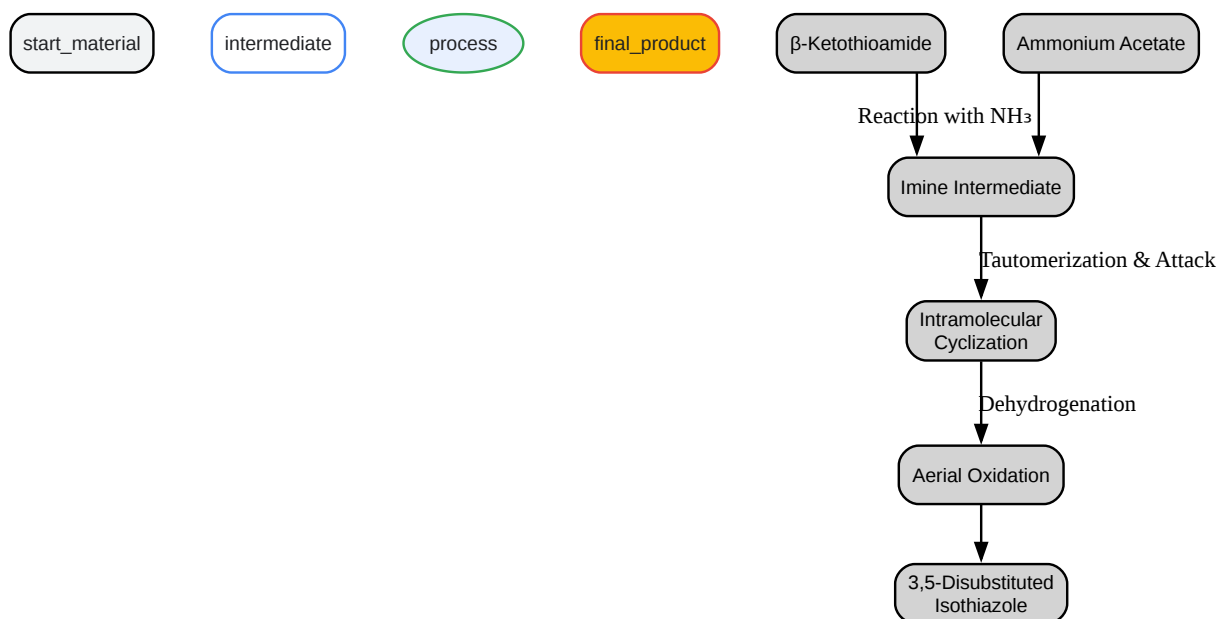 start_material
intermediate
process
final_product
β-Ketothioamide
Ammonium Acetate
Reaction with NH₃
Imine Intermediate
Tautomerization & Attack
Intramolecular
Cyclization
Dehydrogenation
Aerial Oxidation
3,5-Disubstituted
Isothiazole